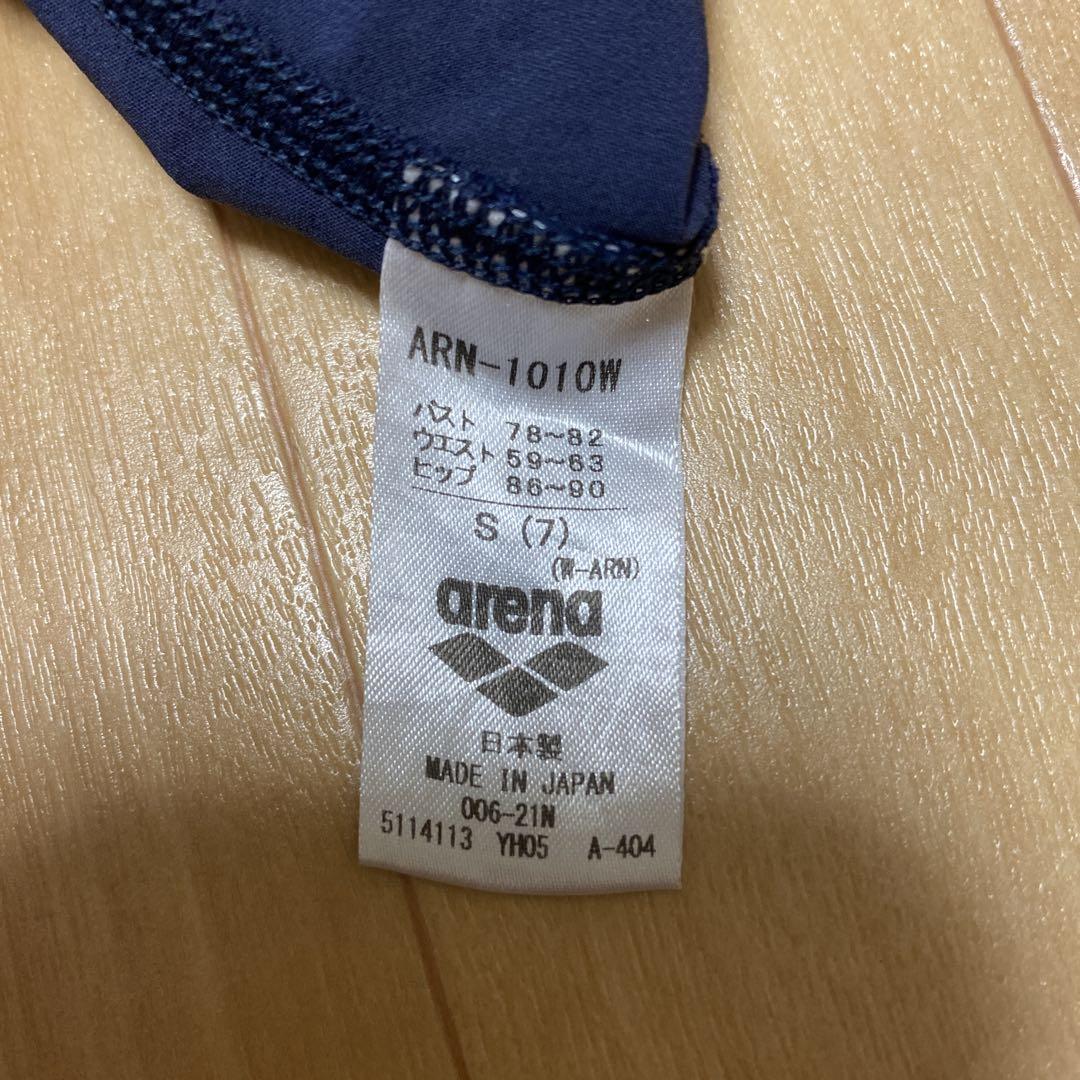 ARN-1010W
バスト 78~82
ウエスト 59~63
ヒップ 86~90
S (7)
(W-ARN)
arena
日本製
MADE IN JAPAN
006-21N
5114113 YH05 A-404